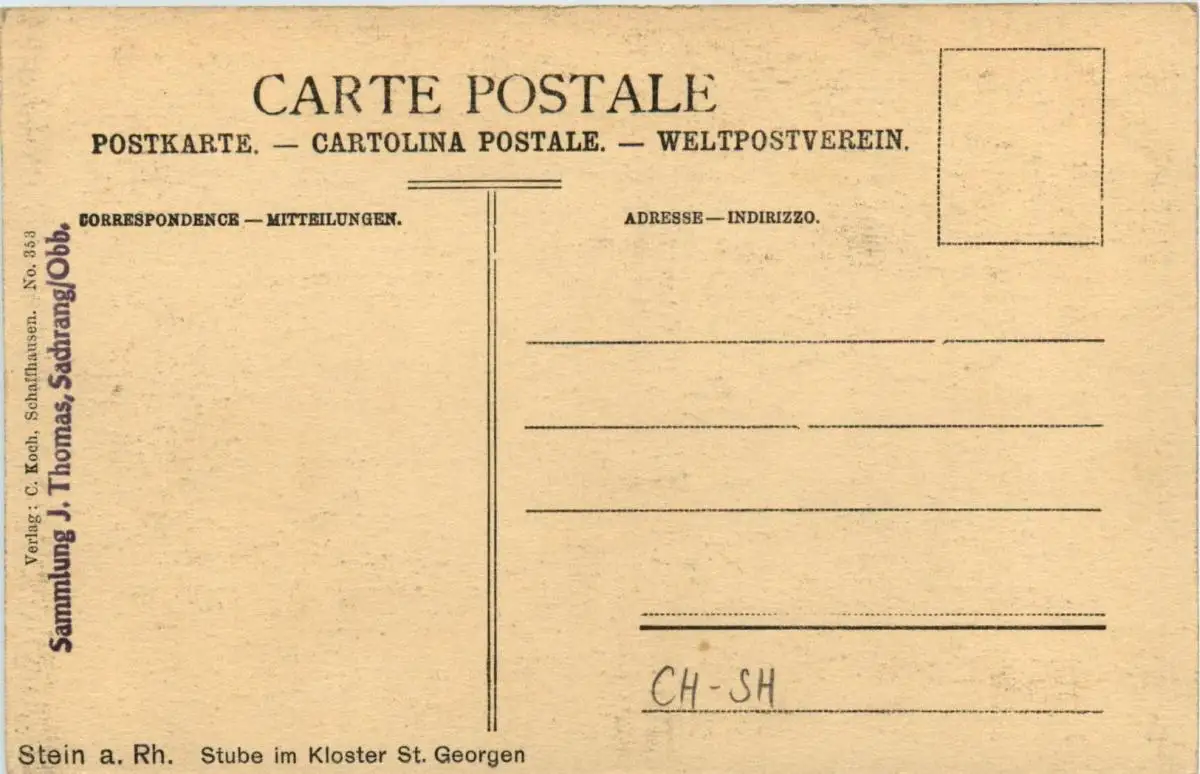 CARTE POSTALE
POSTKARTE. — CARTOLINA POSTALE. — WELTPOSTVEREIN.
CORRESPONDENCE — MITTEILUNGEN.
ADRESSE — INDIRIZZO.
Verlag: C. Koch, Schaffhausen. No. 353
Sammlung J. Thomas, Sachrang/Obb.
CH - SH
Stein a. Rh. Stube im Kloster St. Georgen